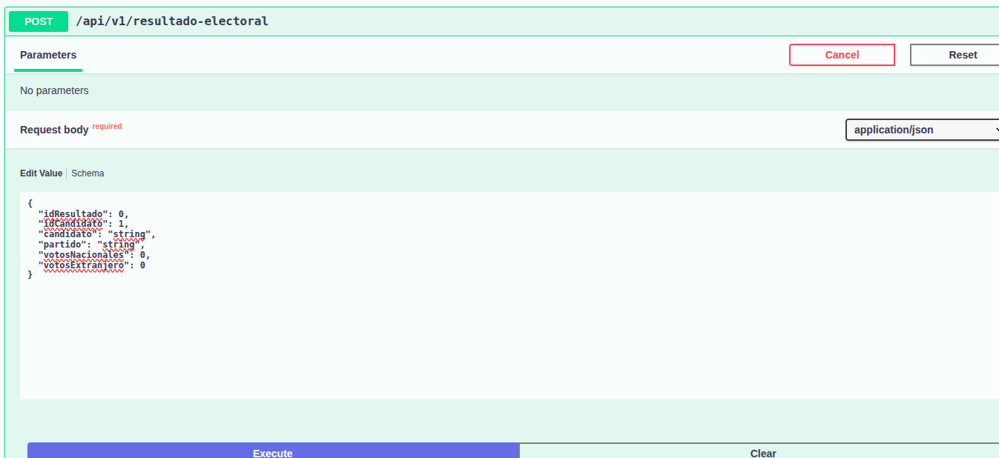 POST /api/v1/resultado-electoral
Parameters
Cancel
Reset
No parameters
Request body required
application/json
Edit Value Schema
{
  "idResultado": 0,
  "idCandidato": 1,
  "candidato": "string",
  "partido": "string",
  "votosNacionales": 0,
  "votosExtranjero": 0
}
Execute
Clear